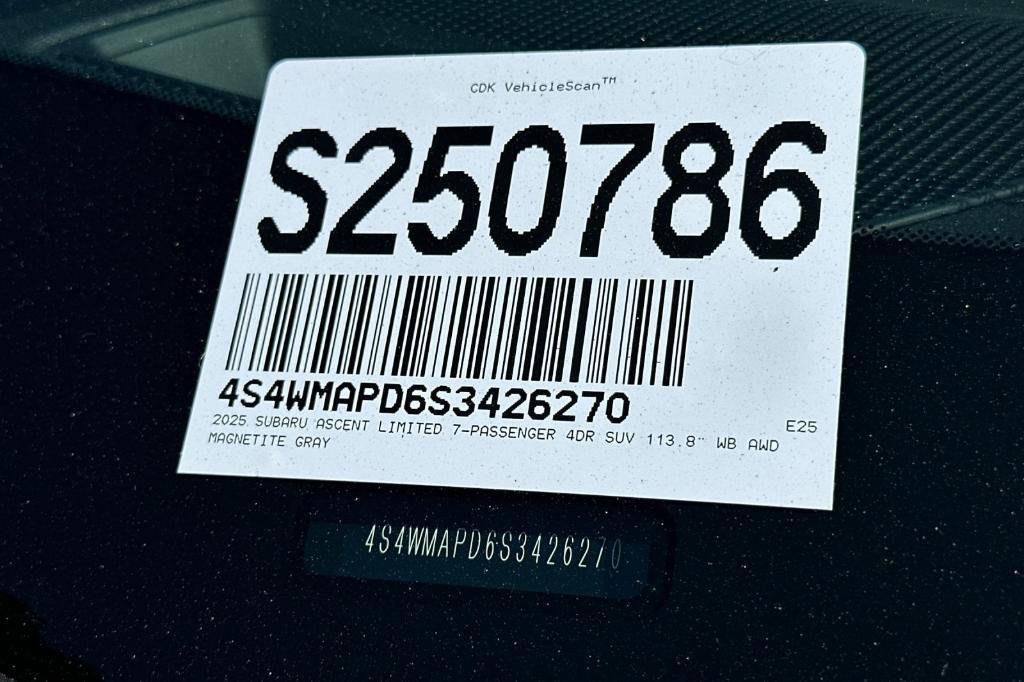 CDK VehicleScan™
S250786
4S4WMAPD6S3426270
2025 SUBARU ASCENT LIMITED 7-PASSENGER 4DR SUV 113.8" WB AWD E25
MAGNETITE GRAY
4S4WMAPD6S3426270